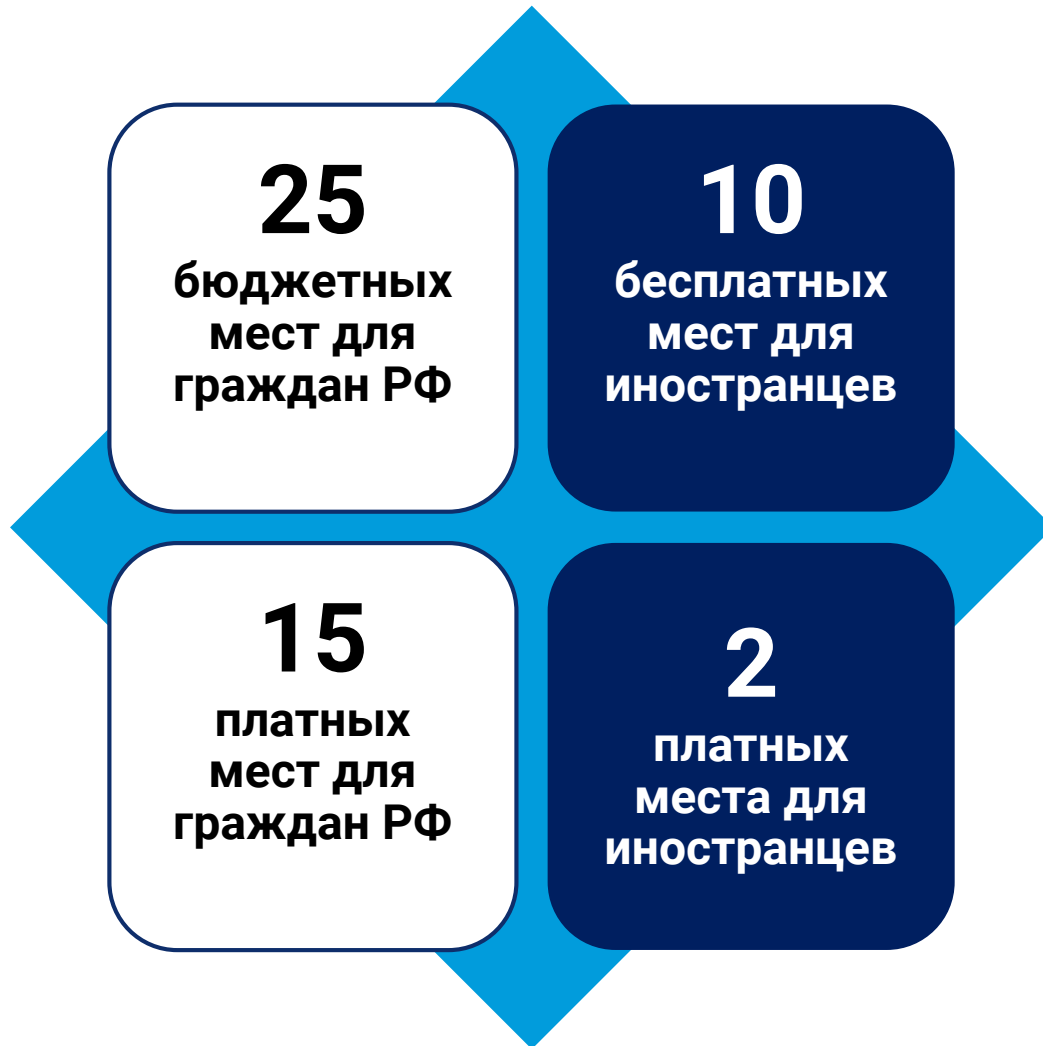 25
бюджетных
мест для
граждан РФ
10
бесплатных
мест для
иностранцев
15
платных
мест для
граждан РФ
2
платных
места для
иностранцев